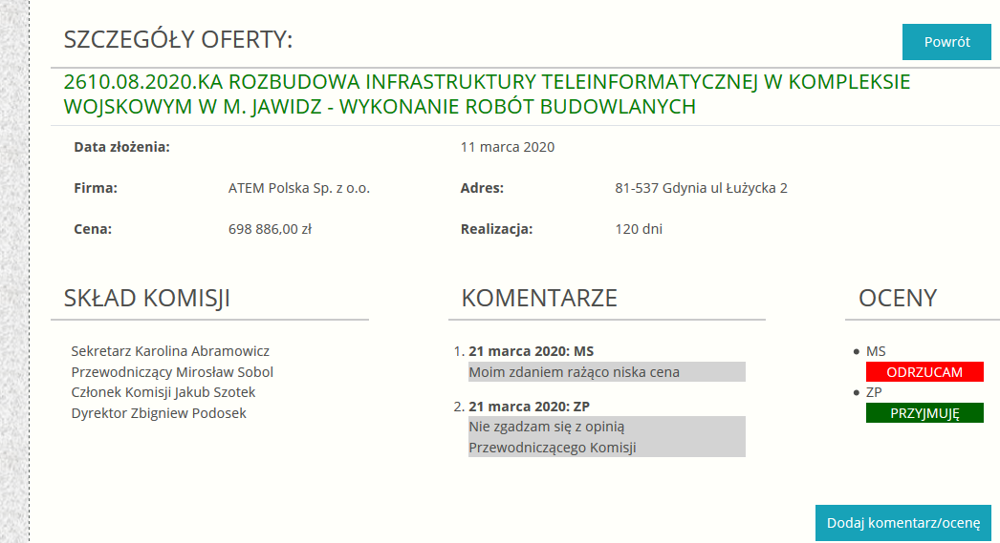 SZCZEGÓŁY OFERTY:
Powrót
2610.08.2020.KA ROZBUDOWA INFRASTRUKTURY TELEINFORMATYCZNEJ W KOMPLEKSIE
WOJSKOWYM W M. JAWIDZ - WYKONANIE ROBÓT BUDOWLANYCH
Data złożenia: 11 marca 2020
Firma: ATEM Polska Sp. z o.o. Adres: 81-537 Gdynia ul Łużycka 2
Cena: 698 886,00 zł Realizacja: 120 dni
SKŁAD KOMISJI
Sekretarz Karolina Abramowicz
Przewodniczący Mirosław Sobol
Członek Komisji Jakub Szotek
Dyrektor Zbigniew Podosek
KOMENTARZE
1. 21 marca 2020: MS
Moim zdaniem rażąco niska cena
2. 21 marca 2020: ZP
Nie zgadzam się z opinią
Przewodniczącego Komisji
OCENY
MS
ODRZUCAM
ZP
PRZYJMUJĘ
Dodaj komentarz/ocenę